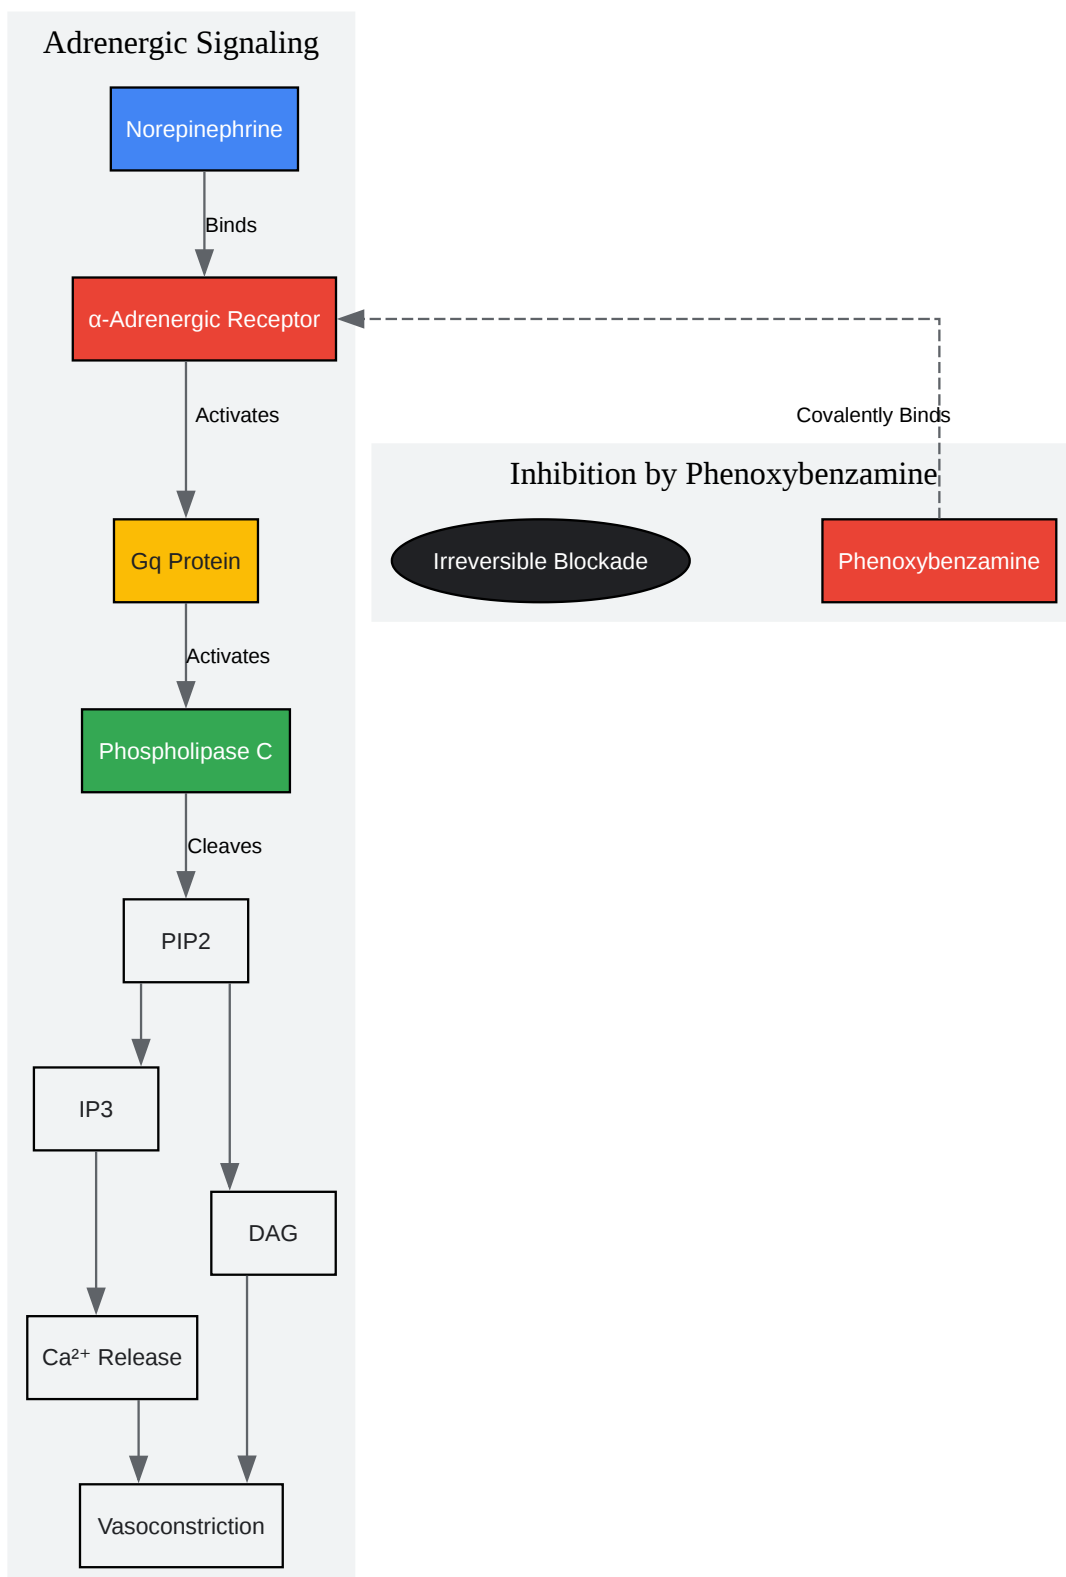 Adrenergic Signaling
Norepinephrine
Binds
α-Adrenergic Receptor
Activates
Covalently Binds
Inhibition by Phenoxybenzamine
Gq Protein
Irreversible Blockade
Phenoxybenzamine
Activates
Phospholipase C
Cleaves
PIP2
IP3
DAG
Ca²⁺ Release
Vasoconstriction